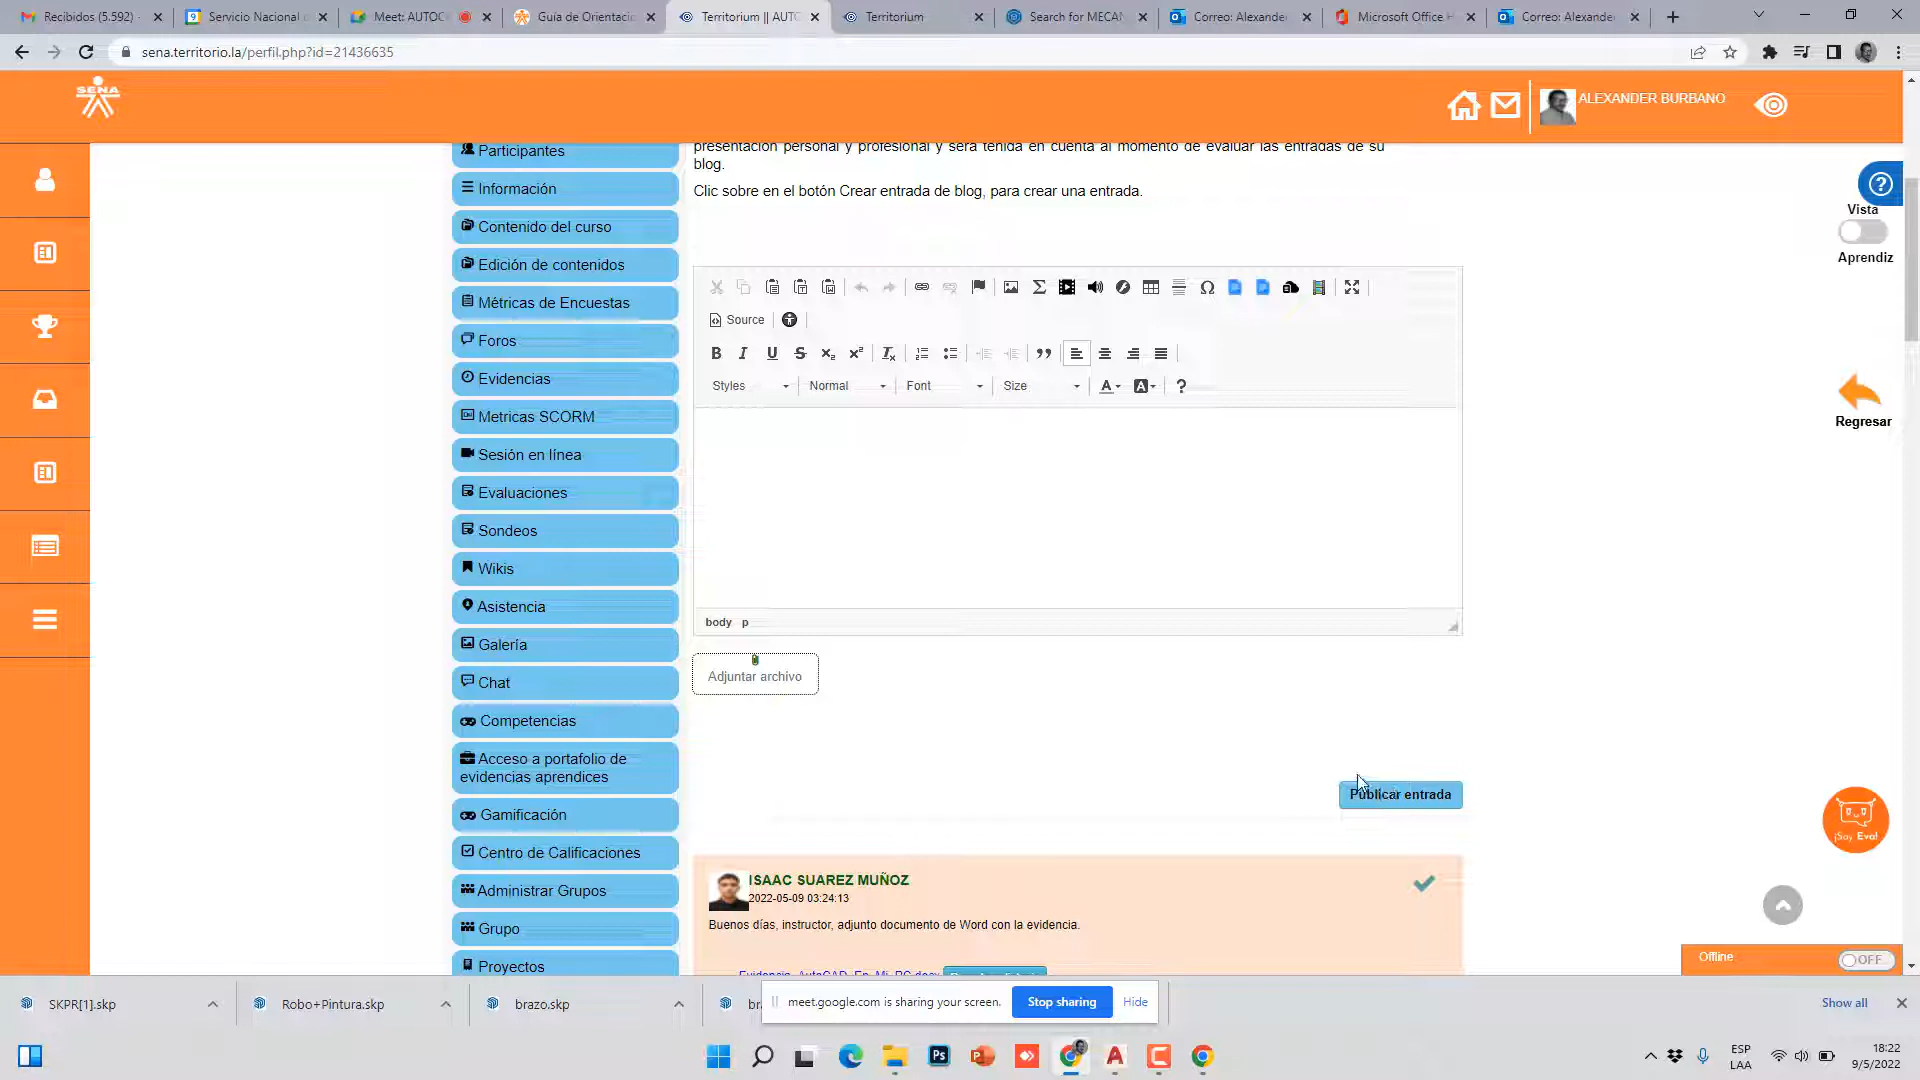 Recibidos (5.592) -
Servicio Nacional
Meet: AUTOC
Guía de Orientació
Territorium || AUT
Territorium
Search for MECAN
Correo: Alexande
Microsoft Office H
Correo: Alexande
sena.territorio.la/perfil.php?id=21436635
SENA
ALEXANDER BURBANO
Participantes
Información
Contenido del curso
Edición de contenidos
Métricas de Encuestas
Foros
Evidencias
Metricas SCORM
Sesión en línea
Evaluaciones
Sondeos
Wikis
Asistencia
Galería
Chat
Competencias
Acceso a portafolio de
evidencias aprendices
Gamificación
Centro de Calificaciones
Administrar Grupos
Grupo
Proyectos
presentación personal y profesional y será tenida en cuenta al momento de evaluar las entradas de su
blog.
Clic sobre en el botón Crear entrada de blog, para crear una entrada.
Source
Styles
Normal
Font
Size
body p
Adjuntar archivo
Publicar entrada
ISAAC SUAREZ MUÑOZ
2022-05-09 03:24:13
Buenos días, instructor, adjunto documento de Word con la evidencia.
Evidencia_AutoCAD_En_Mi_PC.docx
Vista
Aprendiz
Regresar
¡Soy Eva!
Offline
OFF
SKPR[1].skp
Robo+Pintura.skp
brazo.skp
meet.google.com is sharing your screen.
Stop sharing
Hide
Show all
ESP
LAA
18:22
9/5/2022